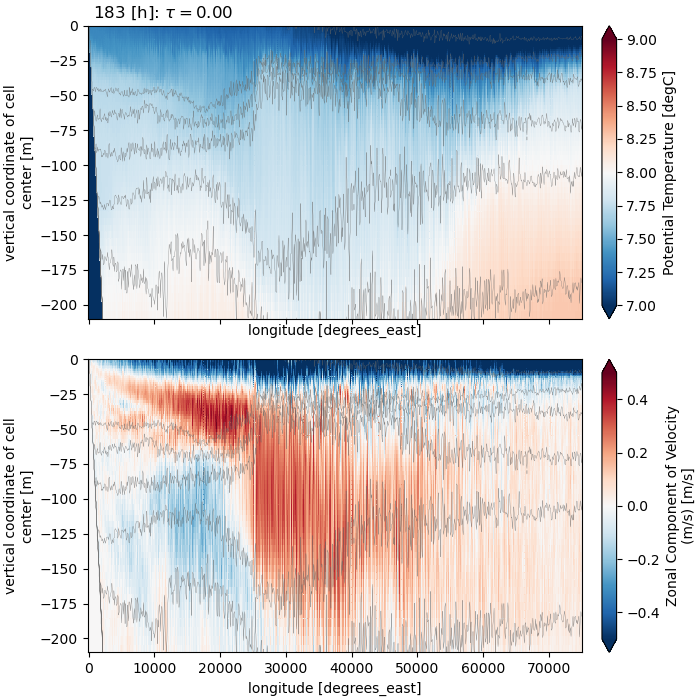 183 [h]: τ = 0.00
0
−25
−50
−75
−100
−125
−150
−175
−200
vertical coordinate of cell
center [m]
longitude [degrees_east]
9.00
8.75
8.50
8.25
8.00
7.75
7.50
7.25
7.00
Potential Temperature [degC]
0
−25
−50
−75
−100
−125
−150
−175
−200
vertical coordinate of cell
center [m]
0 10000 20000 30000 40000 50000 60000 70000
longitude [degrees_east]
0.4
0.2
0.0
−0.2
−0.4
Zonal Component of Velocity
(m/s) [m/s]